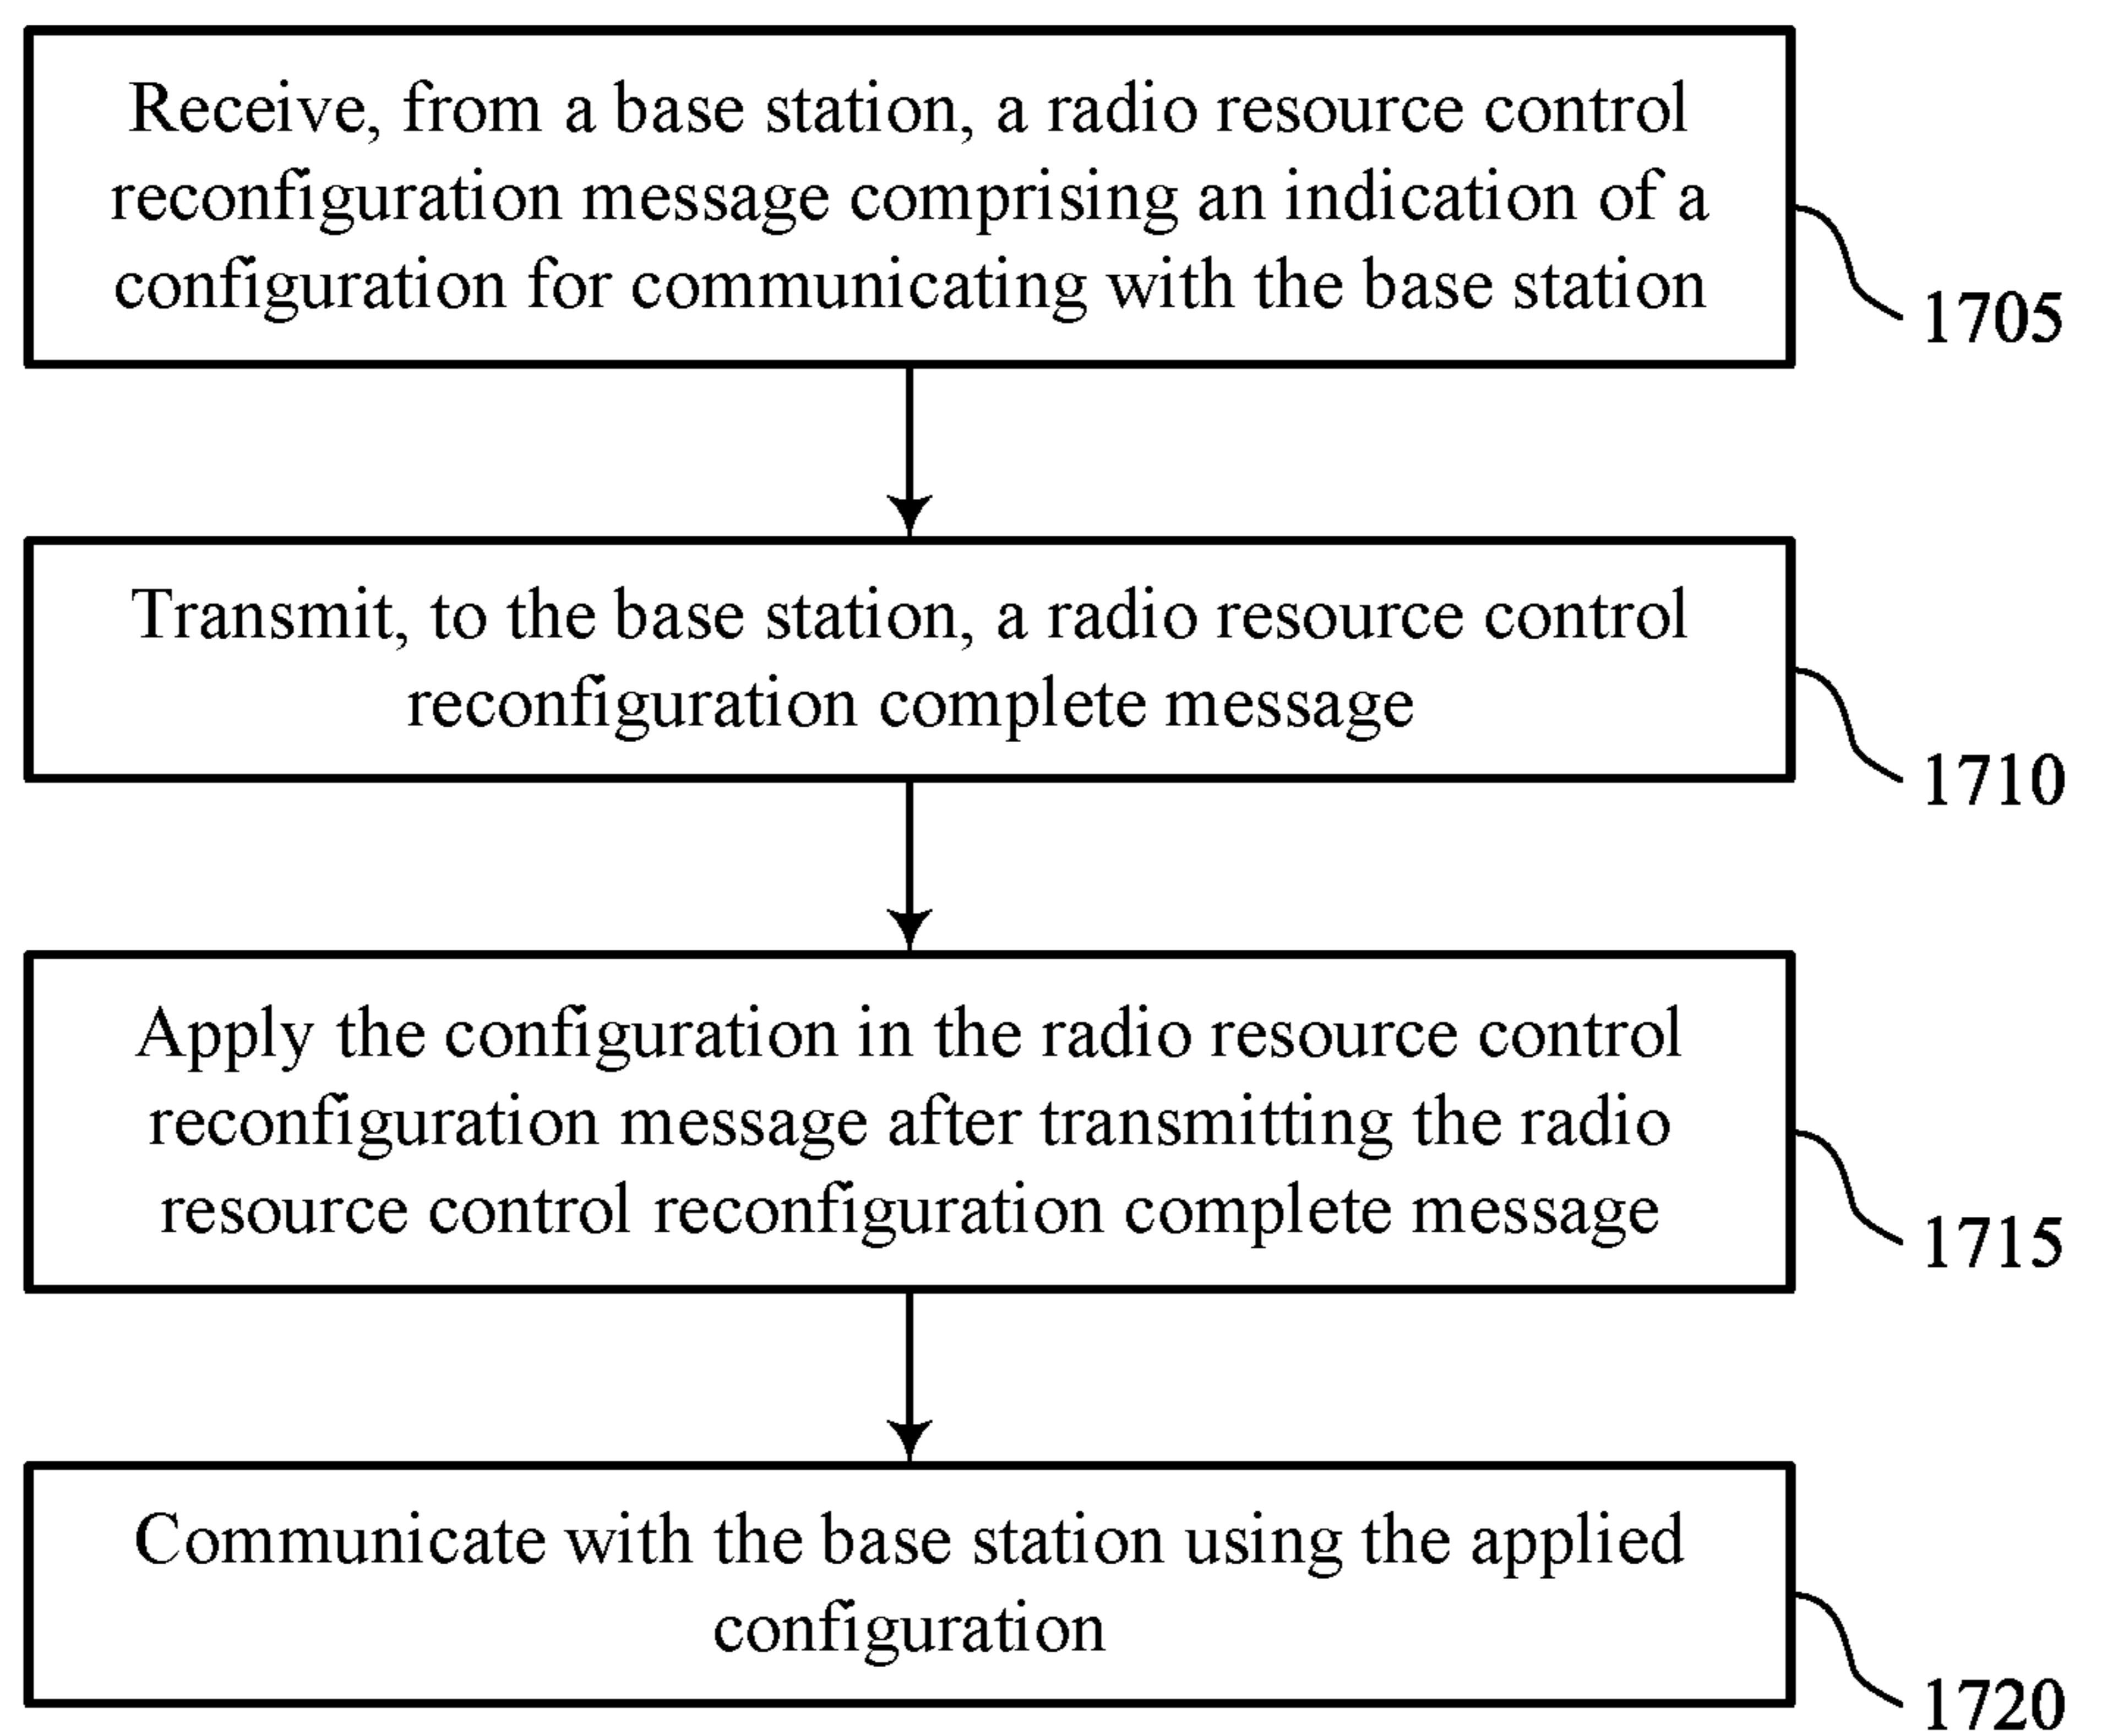 Receive, from a base station, a radio resource control
reconfiguration message comprising an indication of a
configuration for communicating with the base station
1705
Transmit, to the base station, a radio resource control
reconfiguration complete message
1710
Apply the configuration in the radio resource control
reconfiguration message after transmitting the radio
resource control reconfiguration complete message
1715
Communicate with the base station using the applied
configuration
1720